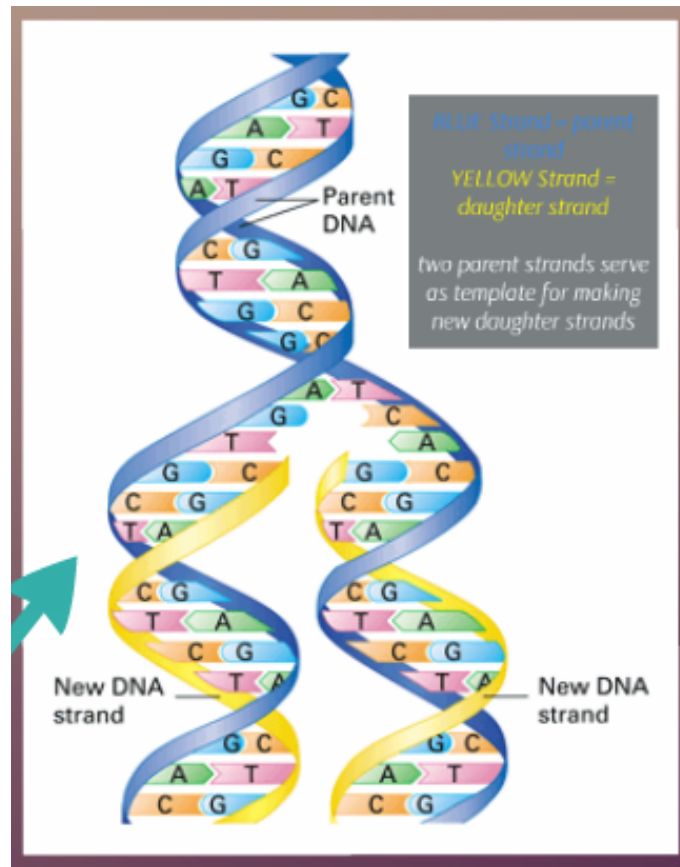 G C
A T
G C
A T
Parent
DNA
C G
T A
G C
G C
A T
G C
T A
G C
C G
T A
G C
C G
T A
C G
T A
C G
T A
C G
T A
C G
T A
New DNA
strand
New DNA
strand
G C
A T
C G
G C
A T
C G
BLUE Strand = parent
strand
YELLOW Strand =
daughter strand
two parent strands serve
as template for making
new daughter strands